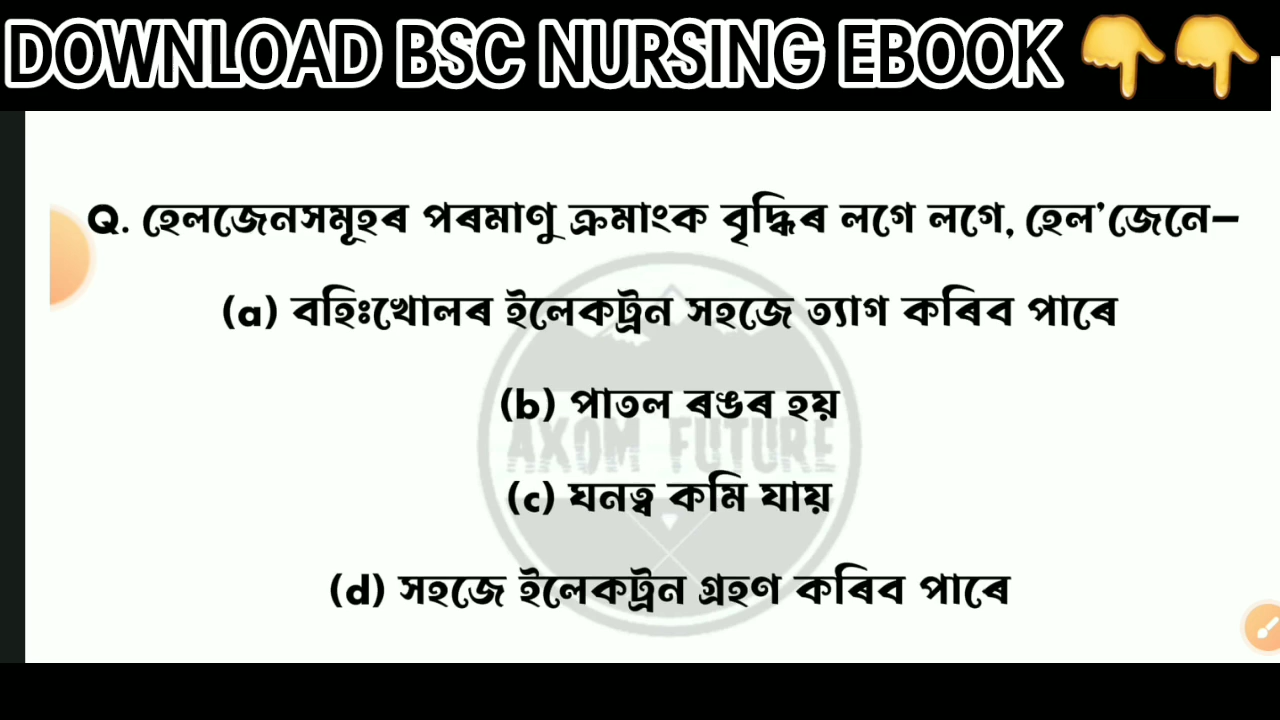 DOWNLOAD BSC NURSING EBOOK 👇👇
Q. হেলজেনসমূহৰ পৰমাণু ক্ৰমাংক বৃদ্ধিৰ লগে লগে, হেল’জেনে–
(a) বহিঃখোলৰ ইলেকট্ৰন সহজে ত্যাগ কৰিব পাৰে
(b) পাতল ৰঙৰ হয়
AXOM FUTURE
(c) ঘনত্ব কমি যায়
(d) সহজে ইলেকট্ৰন গ্ৰহণ কৰিব পাৰে